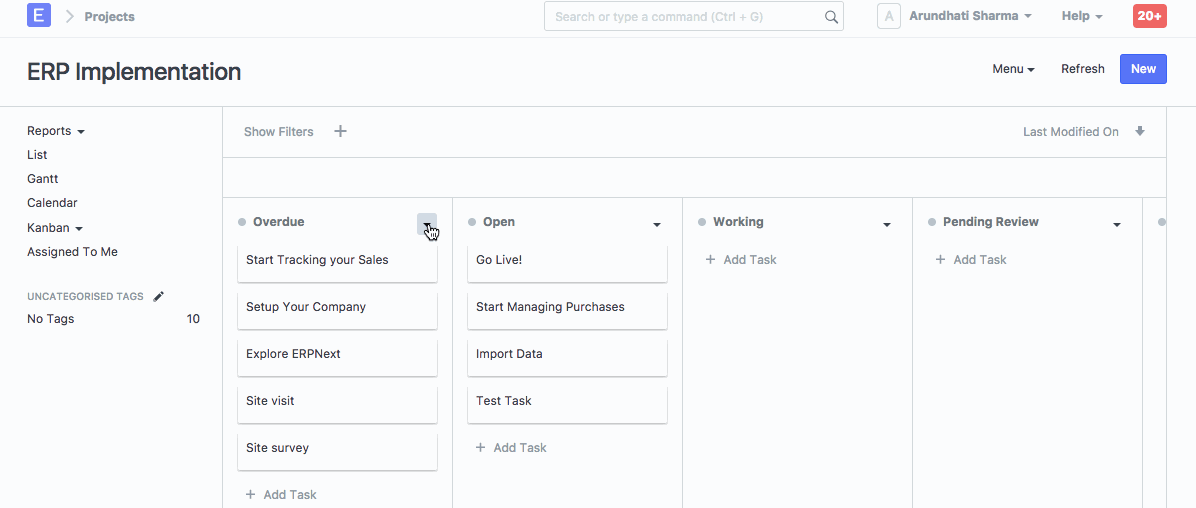 E
Projects
Search or type a command (Ctrl + G)
A
Arundhati Sharma
Help
20+
ERP Implementation
Menu
Refresh
New
Reports
List
Gantt
Calendar
Kanban
Assigned To Me
UNCATEGORISED TAGS
No Tags 10
Show Filters
Last Modified On
Overdue
Start Tracking your Sales
Setup Your Company
Explore ERPNext
Site visit
Site survey
+ Add Task
Open
Go Live!
Start Managing Purchases
Import Data
Test Task
+ Add Task
Working
+ Add Task
Pending Review
+ Add Task